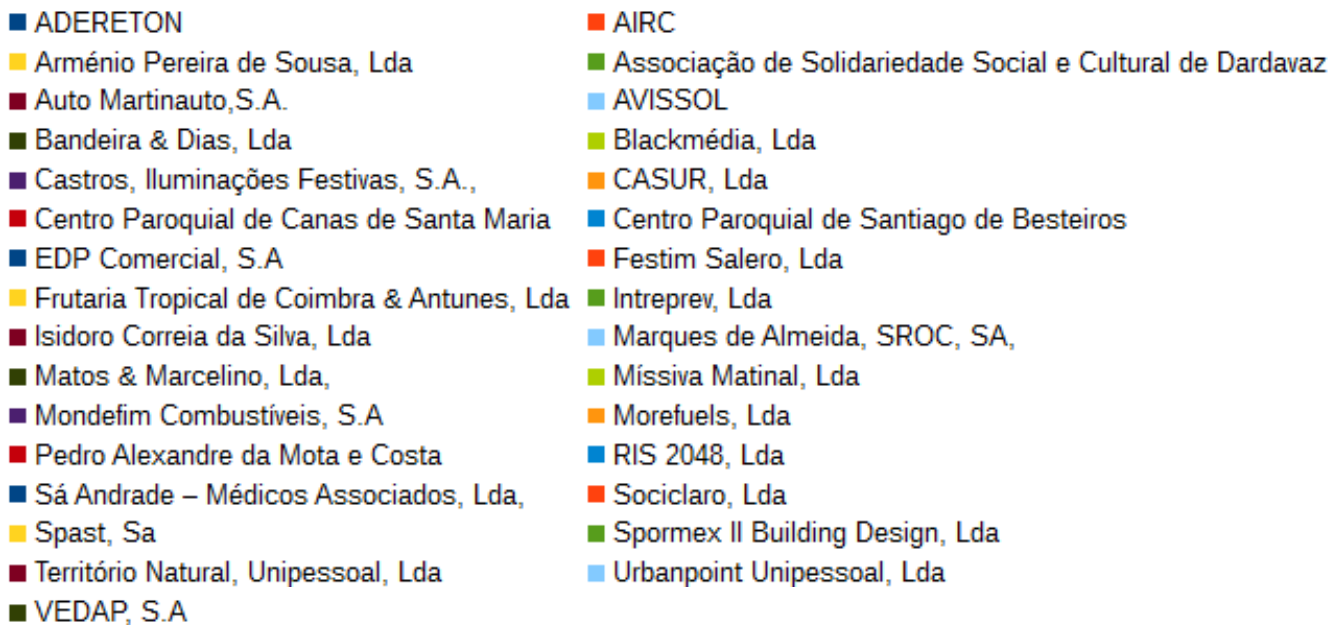 ADERETON
AIRC
Arménio Pereira de Sousa, Lda
Associação de Solidariedade Social e Cultural de Dardavaz
Auto Martinauto,S.A.
AVISSOL
Bandeira & Dias, Lda
Blackmédia, Lda
Castros, Iluminações Festivas, S.A.,
CASUR, Lda
Centro Paroquial de Canas de Santa Maria
Centro Paroquial de Santiago de Besteiros
EDP Comercial, S.A
Festim Salero, Lda
Frutaria Tropical de Coimbra & Antunes, Lda
Intreprev, Lda
Isidoro Correia da Silva, Lda
Marques de Almeida, SROC, SA,
Matos & Marcelino, Lda,
Míssiva Matinal, Lda
Mondefim Combustíveis, S.A
Morefuels, Lda
Pedro Alexandre da Mota e Costa
RIS 2048, Lda
Sá Andrade – Médicos Associados, Lda,
Sociclaro, Lda
Spast, Sa
Spormex II Building Design, Lda
Território Natural, Unipessoal, Lda
Urbanpoint Unipessoal, Lda
VEDAP, S.A